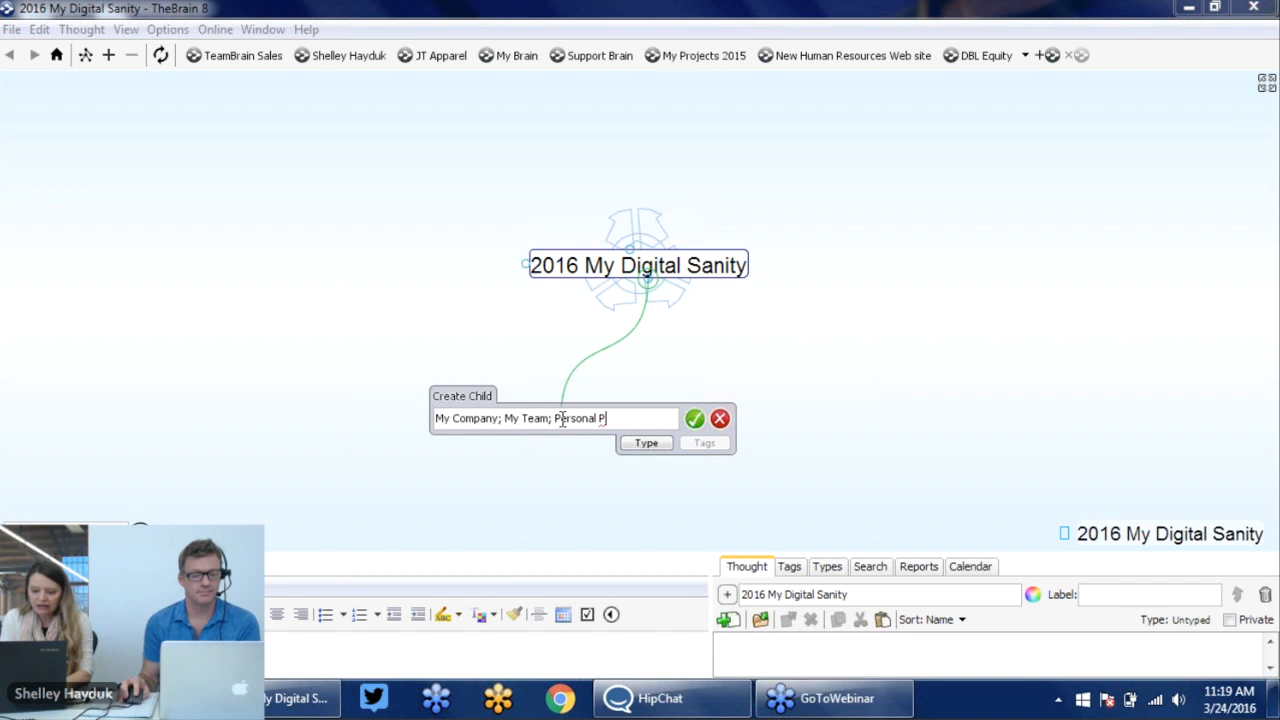 2016 My Digital Sanity - TheBrain 8
File Edit Thought View Options Online Window Help
TeamBrain Sales Shelley Hayduk JT Apparel My Brain Support Brain My Projects 2015 New Human Resources Web site DBL Equity
2016 My Digital Sanity
Create Child
My Company; My Team; Personal P
Type Tags
2016 My Digital Sanity
Thought Tags Types Search Reports Calendar
2016 My Digital Sanity Label:
Sort: Name Type: Untyped Private
Shelley Hayduk
My Digital S... HipChat GoToWebinar
11:19 AM
3/24/2016